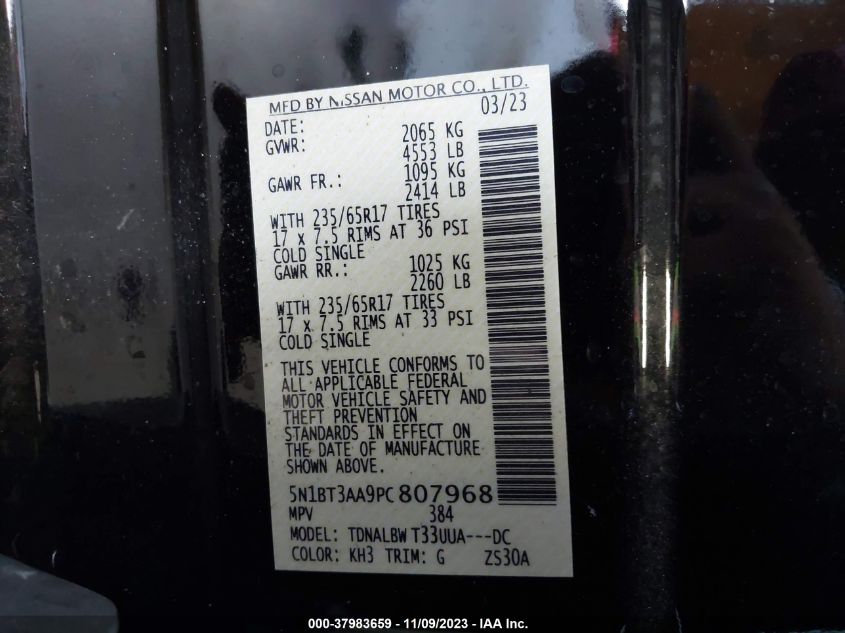 MFD BY NISSAN MOTOR CO., LTD.
DATE: 03/23
GVWR: 2065 KG
4553 LB
GAWR FR.: 1095 KG
2414 LB
WITH 235/65R17 TIRES
17 x 7.5 RIMS AT 36 PSI
COLD SINGLE
GAWR RR.: 1025 KG
2260 LB
WITH 235/65R17 TIRES
17 x 7.5 RIMS AT 33 PSI
COLD SINGLE
THIS VEHICLE CONFORMS TO
ALL APPLICABLE FEDERAL
MOTOR VEHICLE SAFETY AND
THEFT PREVENTION
STANDARDS IN EFFECT ON
THE DATE OF MANUFACTURE
SHOWN ABOVE.
5N1BT3AA9PC807968
MPV 384
MODEL: TDNALBW T33UUA---DC
COLOR: KH3 TRIM: G ZS30A
000-37983659 - 11/09/2023 - IAA Inc.